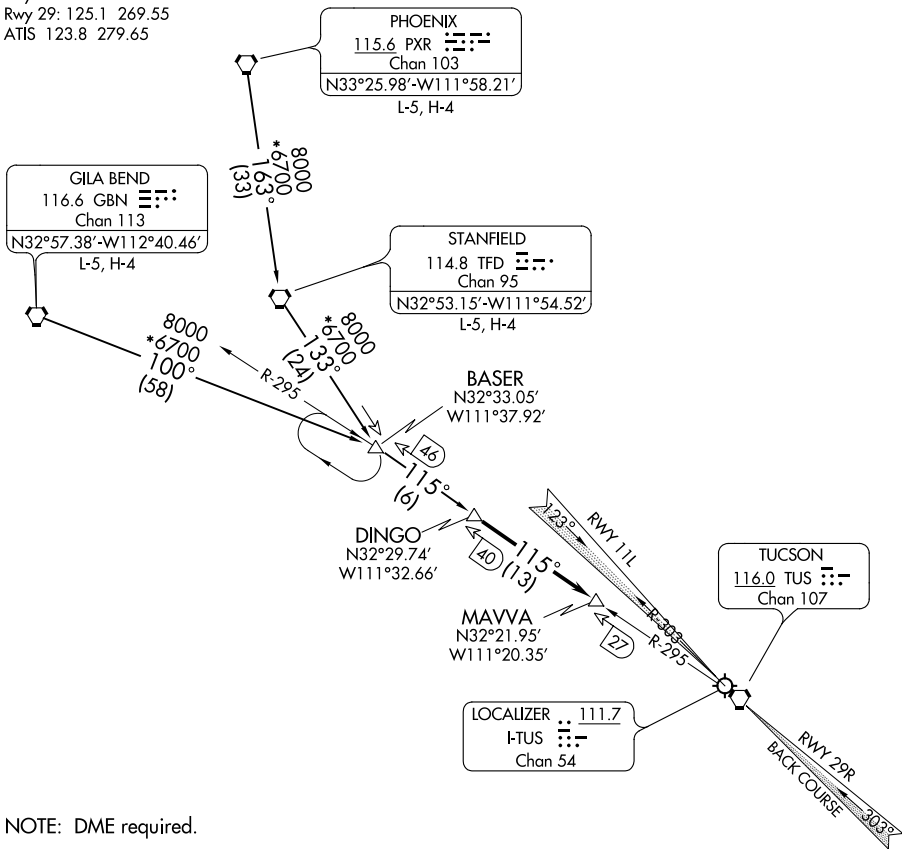 Rwy 29: 125.1 269.55
ATIS 123.8 279.65
PHOENIX
115.6 PXR
Chan 103
N33°25.98'-W111°58.21'
L-5, H-4
8000
*6700
163°
(33)
GILA BEND
116.6 GBN
Chan 113
N32°57.38'-W112°40.46'
L-5, H-4
STANFIELD
114.8 TFD
Chan 95
N32°53.15'-W111°54.52'
L-5, H-4
8000
*6700
100°
(58)
R-295
8000
*6700
133°
(24)
BASER
N32°33.05'
W111°37.92'
46
115°
(6)
DINGO
N32°29.74'
W111°32.66'
40
115°
(13)
123°
RWY 11L
MAVVA
N32°21.95'
W111°20.35'
27
R-303
R-295
TUCSON
116.0 TUS
Chan 107
LOCALIZER 111.7
I-TUS
Chan 54
RWY 29R
BACK COURSE
303°
NOTE: DME required.